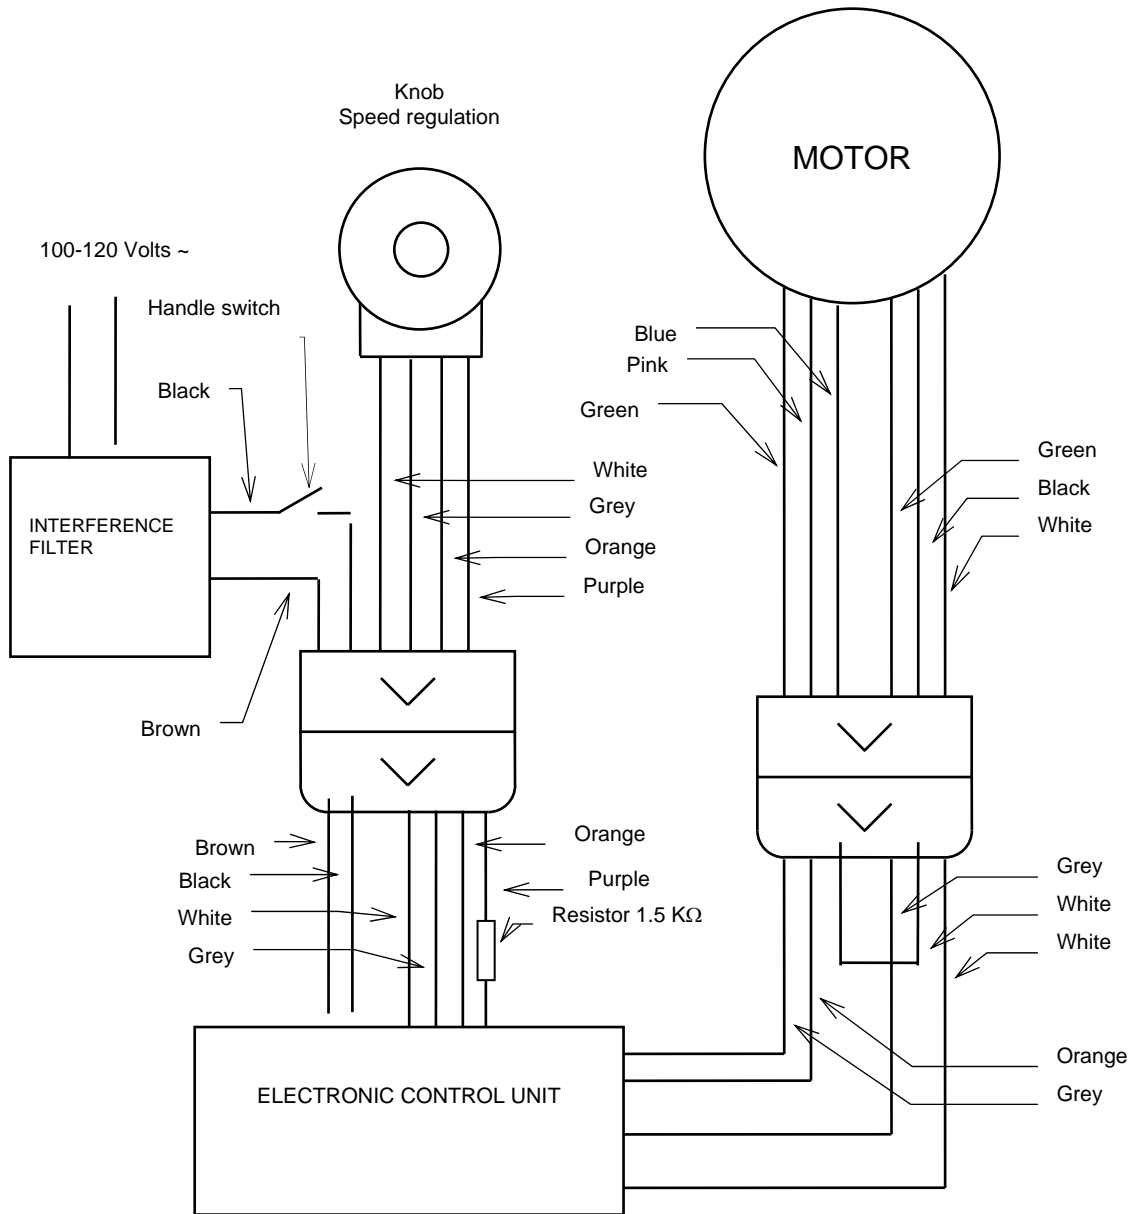 Knob
Speed regulation
MOTOR
100-120 Volts ~
Handle switch
Black
Blue
Pink
Green
White
Grey
Orange
Purple
Green
Black
White
INTERFERENCE
FILTER
Brown
Brown
Black
White
Grey
Orange
Purple
Resistor 1.5 KΩ
Grey
White
White
Orange
Grey
ELECTRONIC CONTROL UNIT